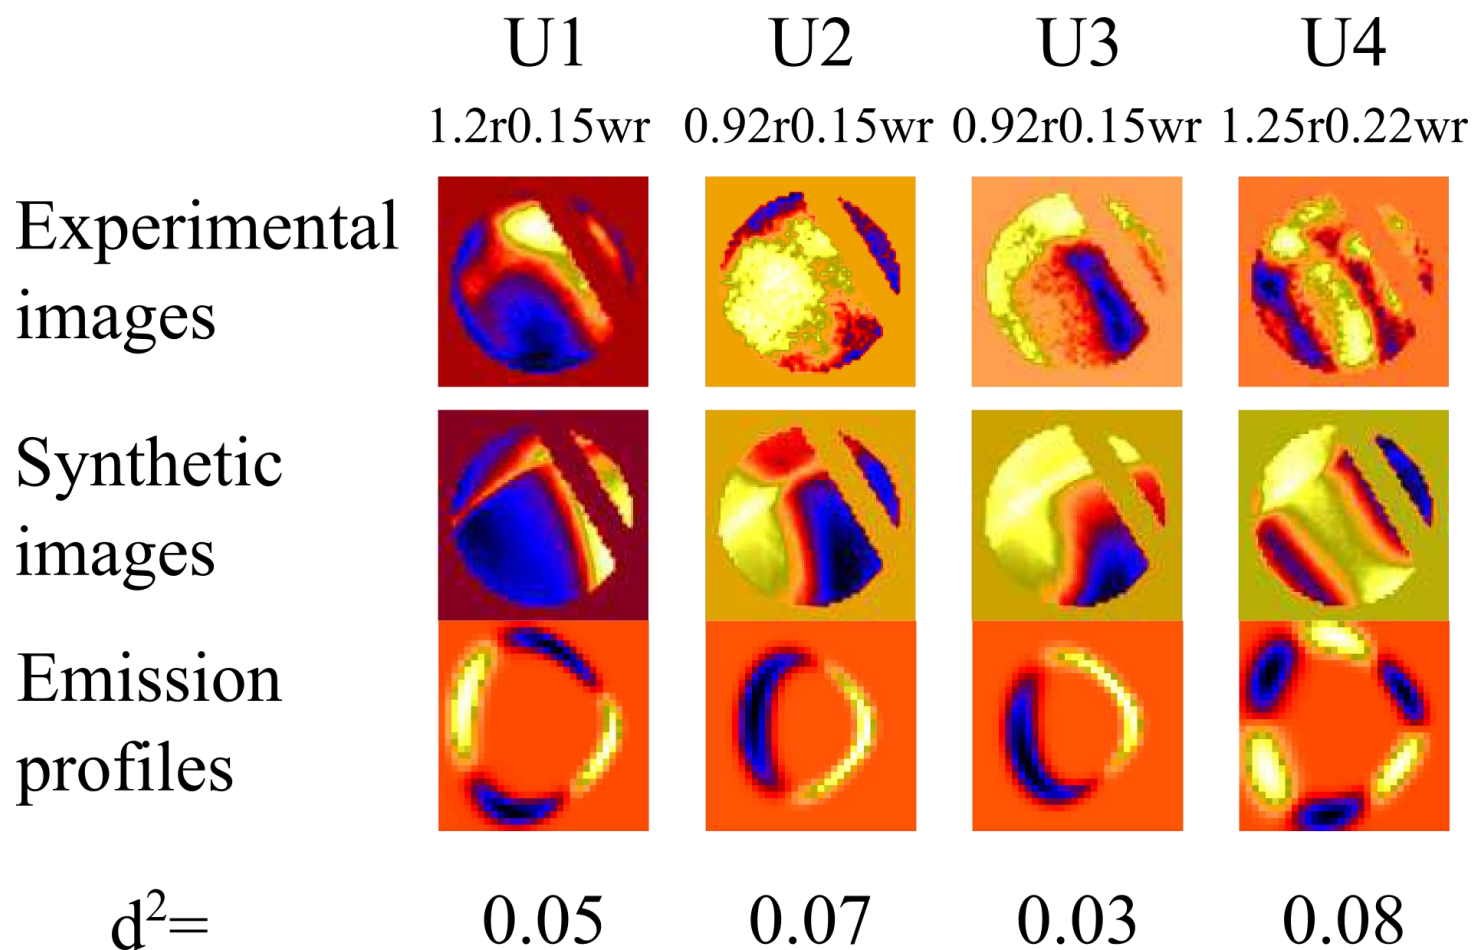 U1 U2 U3 U4
1.2r0.15wr 0.92r0.15wr 0.92r0.15wr 1.25r0.22wr
Experimental
images
Synthetic
images
Emission
profiles
d²= 0.05 0.07 0.03 0.08